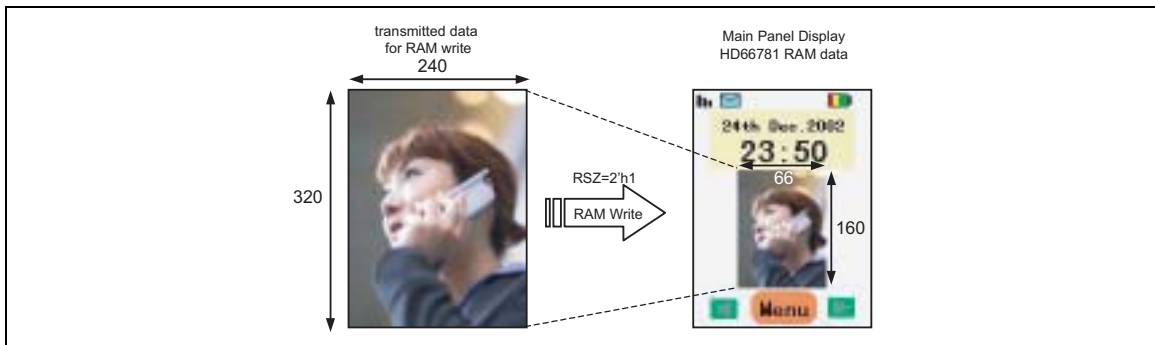 transmitted data
for RAM write
240
320
RSZ=2'h1
RAM Write
Main Panel Display
HD66781 RAM data
24th Dec.2002
23:50
66
160
Menu